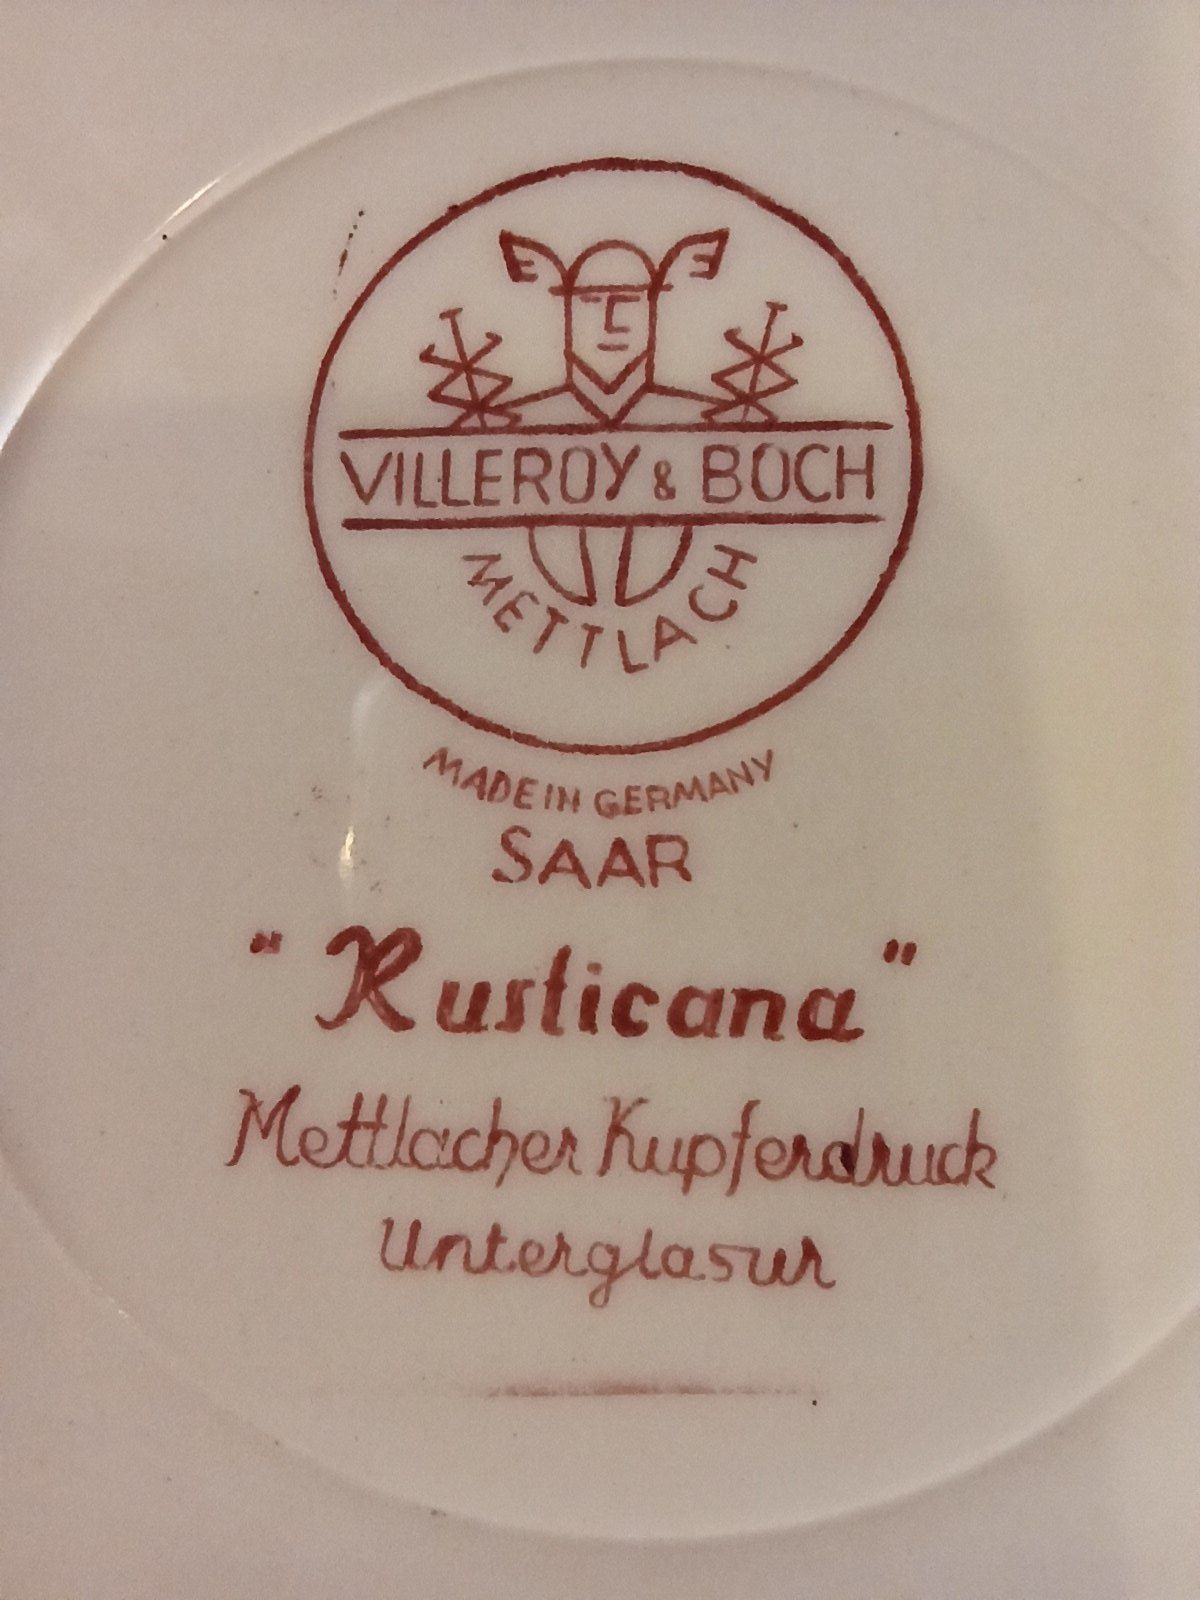 VILLEROY & BOCH
METTLACH
MADE IN GERMANY
SAAR
"Rusticana"
Mettlacher Kupferdruck
Unterglasur